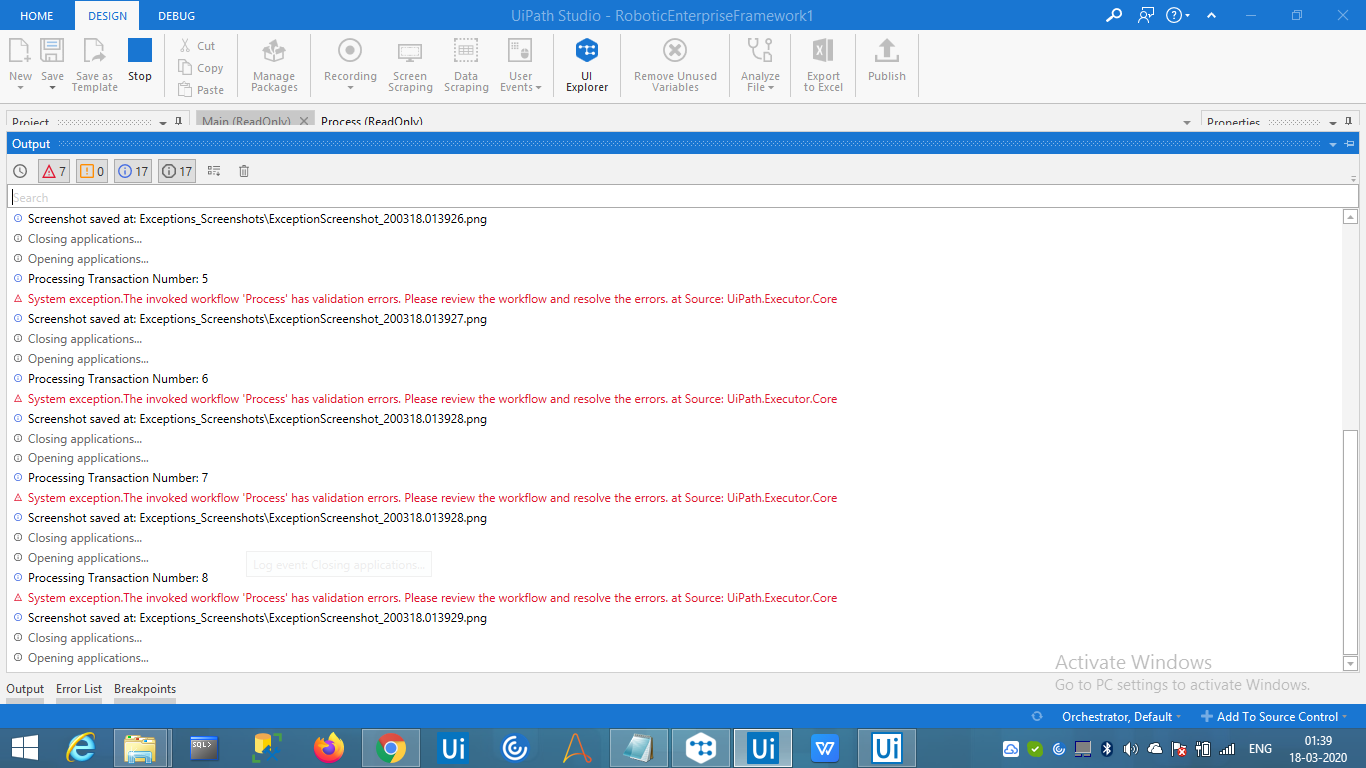 HOME DESIGN DEBUG UiPath Studio - RoboticEnterpriseFramework1
New Save Save as Template Stop
Cut
Copy
Paste
Manage Packages
Recording
Screen Scraping
Data Scraping
User Events
UI Explorer
Remove Unused Variables
Analyze File
Export to Excel
Publish
Project Main (ReadOnly) Process (ReadOnly) Properties
Output
7 0 17 17
Search
Screenshot saved at: Exceptions_Screenshots\ExceptionScreenshot_200318.013926.png
Closing applications...
Opening applications...
Processing Transaction Number: 5
System exception.The invoked workflow 'Process' has validation errors. Please review the workflow and resolve the errors. at Source: UiPath.Executor.Core
Screenshot saved at: Exceptions_Screenshots\ExceptionScreenshot_200318.013927.png
Closing applications...
Opening applications...
Processing Transaction Number: 6
System exception.The invoked workflow 'Process' has validation errors. Please review the workflow and resolve the errors. at Source: UiPath.Executor.Core
Screenshot saved at: Exceptions_Screenshots\ExceptionScreenshot_200318.013928.png
Closing applications...
Opening applications...
Processing Transaction Number: 7
System exception.The invoked workflow 'Process' has validation errors. Please review the workflow and resolve the errors. at Source: UiPath.Executor.Core
Screenshot saved at: Exceptions_Screenshots\ExceptionScreenshot_200318.013928.png
Closing applications...
Opening applications...
Log event: Closing applications...
Processing Transaction Number: 8
System exception.The invoked workflow 'Process' has validation errors. Please review the workflow and resolve the errors. at Source: UiPath.Executor.Core
Screenshot saved at: Exceptions_Screenshots\ExceptionScreenshot_200318.013929.png
Closing applications...
Opening applications...
Activate Windows
Go to PC settings to activate Windows.
Output Error List Breakpoints
Orchestrator, Default Add To Source Control
SQL> Ui Ui W Ui
ENG 01:39
18-03-2020